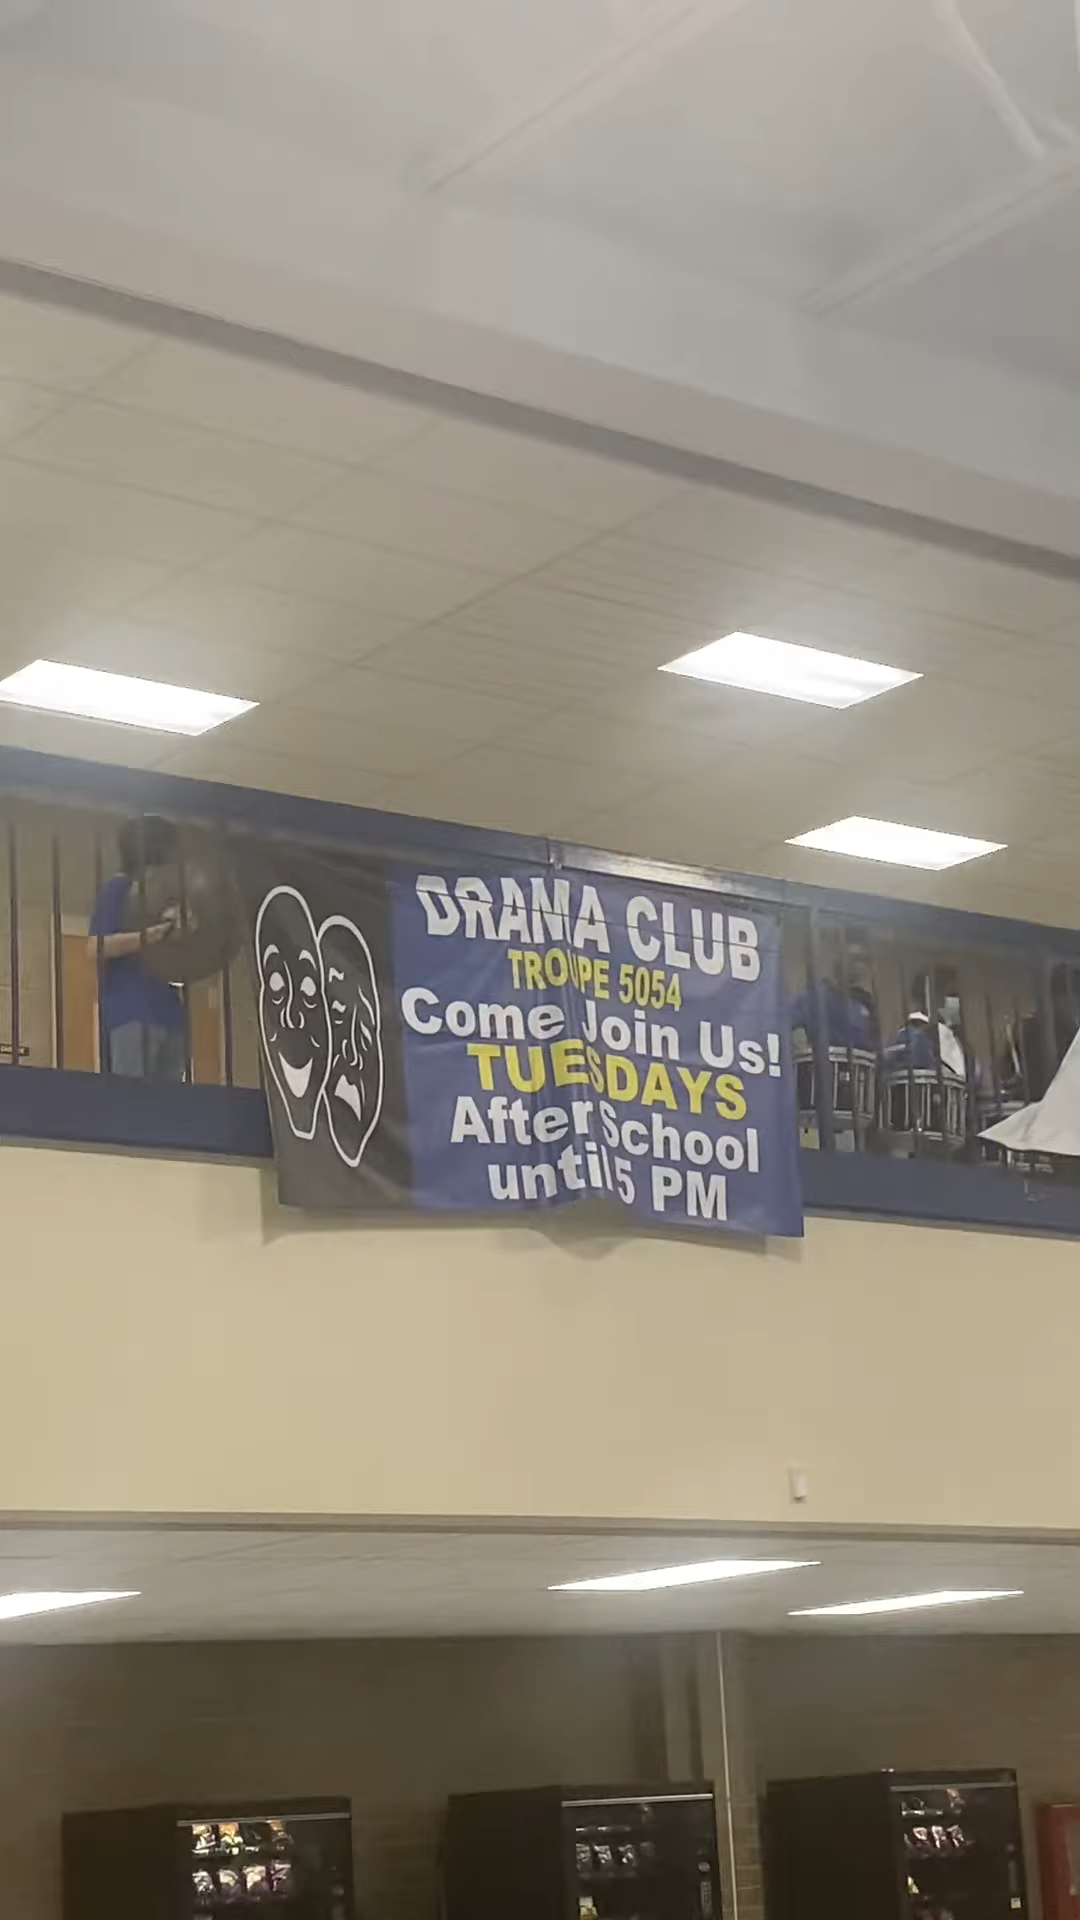 DRAMA CLUB
TROUPE 5054
Come Join Us!
TUESDAYS
After School
until 5 PM